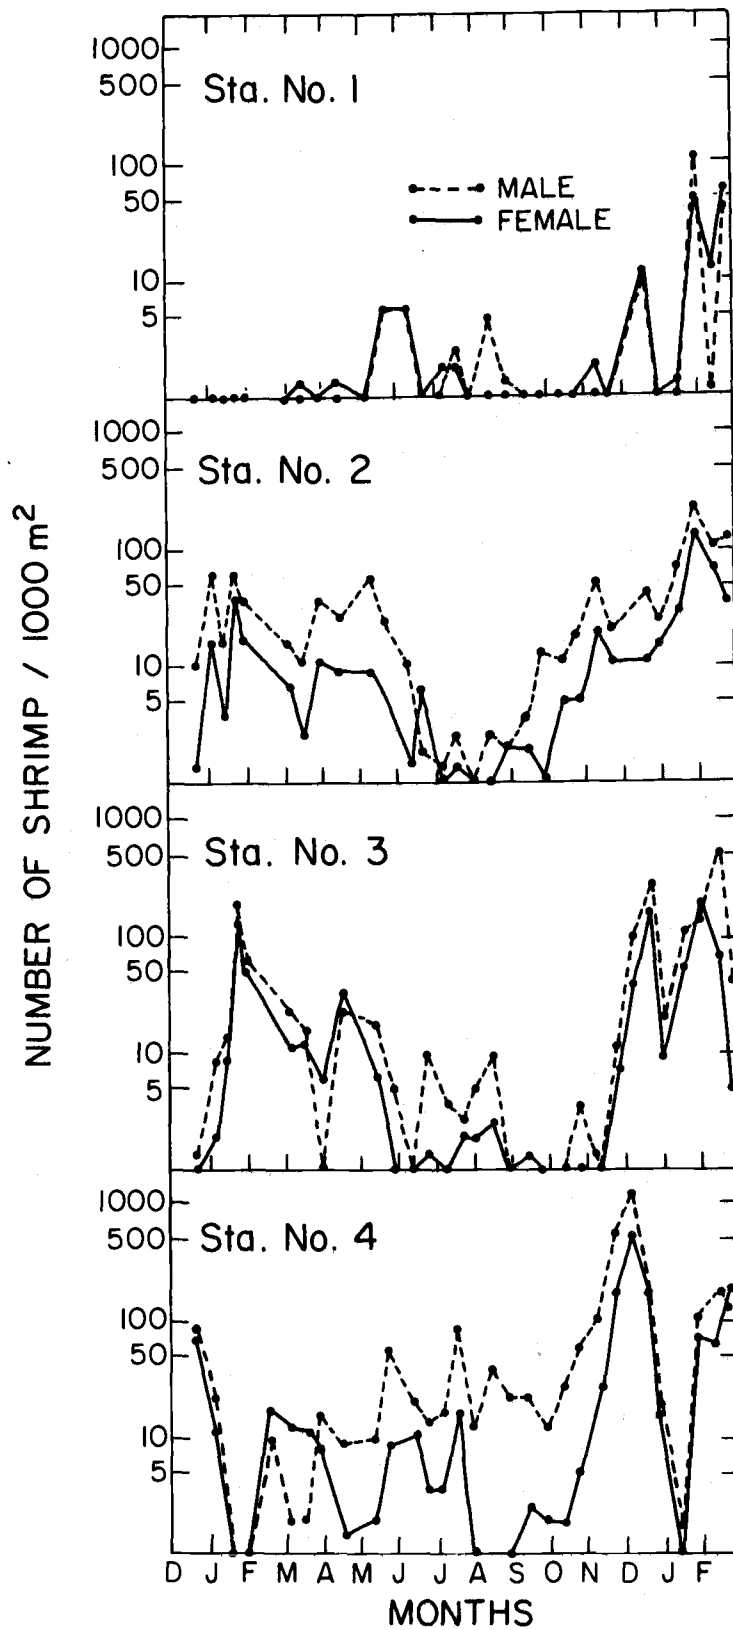 1000
500
Sta. No. 1
100
50
MALE
FEMALE
10
5
1000
500
Sta. No. 2
100
50
10
5
NUMBER OF SHRIMP / 1000 m²
1000
500
Sta. No. 3
100
50
10
5
1000
500
Sta. No. 4
100
50
10
5
D J F M A M J J A S O N D J F
MONTHS